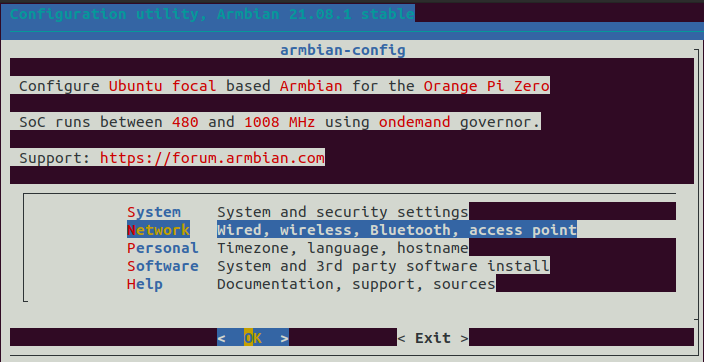 Configuration utility, Armbian 21.08.1 stable
armbian-config
Configure Ubuntu focal based Armbian for the Orange Pi Zero
SoC runs between 480 and 1008 MHz using ondemand governor.
Support: https://forum.armbian.com
System System and security settings
Network Wired, wireless, Bluetooth, access point
Personal Timezone, language, hostname
Software System and 3rd party software install
Help Documentation, support, sources
< OK > < Exit >